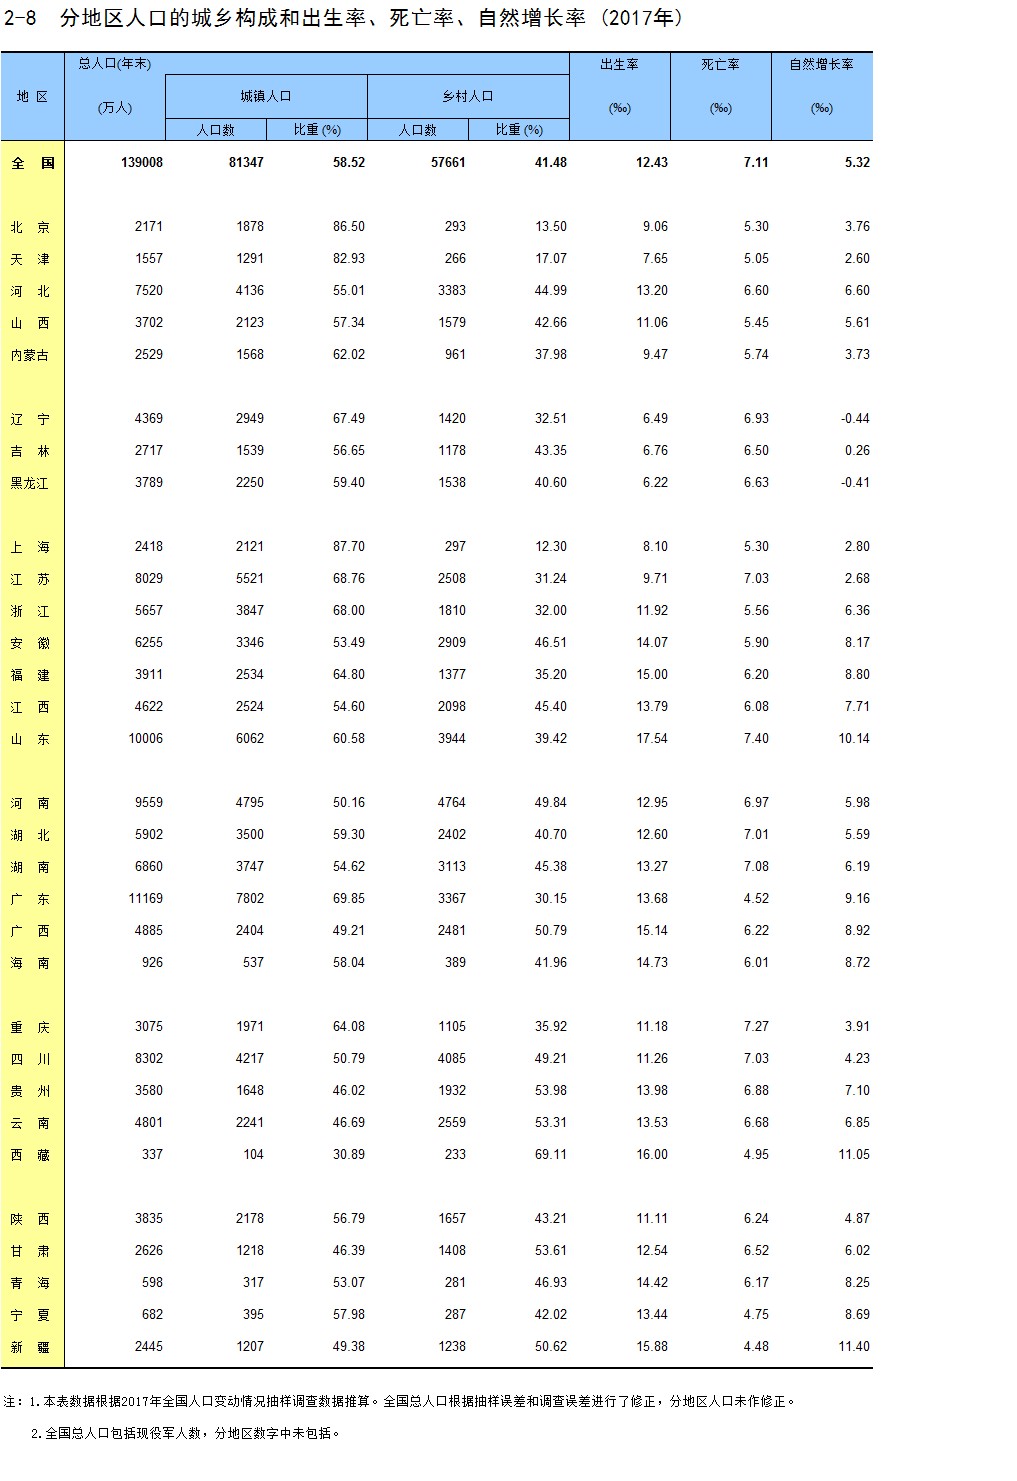 2-8 分地区人口的城乡构成和出生率、死亡率、自然增长率 (2017年)
地 区 总人口(年末) (万人) 城镇人口 乡村人口 出生率 (‰) 死亡率 (‰) 自然增长率 (‰)
人口数 比重(%) 人口数 比重(%)
全 国 139008 81347 58.52 57661 41.48 12.43 7.11 5.32
北 京 2171 1878 86.50 293 13.50 9.06 5.30 3.76
天 津 1557 1291 82.93 266 17.07 7.65 5.05 2.60
河 北 7520 4136 55.01 3383 44.99 13.20 6.60 6.60
山 西 3702 2123 57.34 1579 42.66 11.06 5.45 5.61
内蒙古 2529 1568 62.02 961 37.98 9.47 5.74 3.73
辽 宁 4369 2949 67.49 1420 32.51 6.49 6.93 -0.44
吉 林 2717 1539 56.65 1178 43.35 6.76 6.50 0.26
黑龙江 3789 2250 59.40 1538 40.60 6.22 6.63 -0.41
上 海 2418 2121 87.70 297 12.30 8.10 5.30 2.80
江 苏 8029 5521 68.76 2508 31.24 9.71 7.03 2.68
浙 江 5657 3847 68.00 1810 32.00 11.92 5.56 6.36
安 徽 6255 3346 53.49 2909 46.51 14.07 5.90 8.17
福 建 3911 2534 64.80 1377 35.20 15.00 6.20 8.80
江 西 4622 2524 54.60 2098 45.40 13.79 6.08 7.71
山 东 10006 6062 60.58 3944 39.42 17.54 7.40 10.14
河 南 9559 4795 50.16 4764 49.84 12.95 6.97 5.98
湖 北 5902 3500 59.30 2402 40.70 12.60 7.01 5.59
湖 南 6860 3747 54.62 3113 45.38 13.27 7.08 6.19
广 东 11169 7802 69.85 3367 30.15 13.68 4.52 9.16
广 西 4885 2404 49.21 2481 50.79 15.14 6.22 8.92
海 南 926 537 58.04 389 41.96 14.73 6.01 8.72
重 庆 3075 1971 64.08 1105 35.92 11.18 7.27 3.91
四 川 8302 4217 50.79 4085 49.21 11.26 7.03 4.23
贵 州 3580 1648 46.02 1932 53.98 13.98 6.88 7.10
云 南 4801 2241 46.69 2559 53.31 13.53 6.68 6.85
西 藏 337 104 30.89 233 69.11 16.00 4.95 11.05
陕 西 3835 2178 56.79 1657 43.21 11.11 6.24 4.87
甘 肃 2626 1218 46.39 1408 53.61 12.54 6.52 6.02
青 海 598 317 53.07 281 46.93 14.42 6.17 8.25
宁 夏 682 395 57.98 287 42.02 13.44 4.75 8.69
新 疆 2445 1207 49.38 1238 50.62 15.88 4.48 11.40
注：1.本表数据根据2017年全国人口变动情况抽样调查数据推算。全国总人口根据抽样误差和调查误差进行了修正，分地区人口未作修正。
2.全国总人口包括现役军人数，分地区数字中未包括。